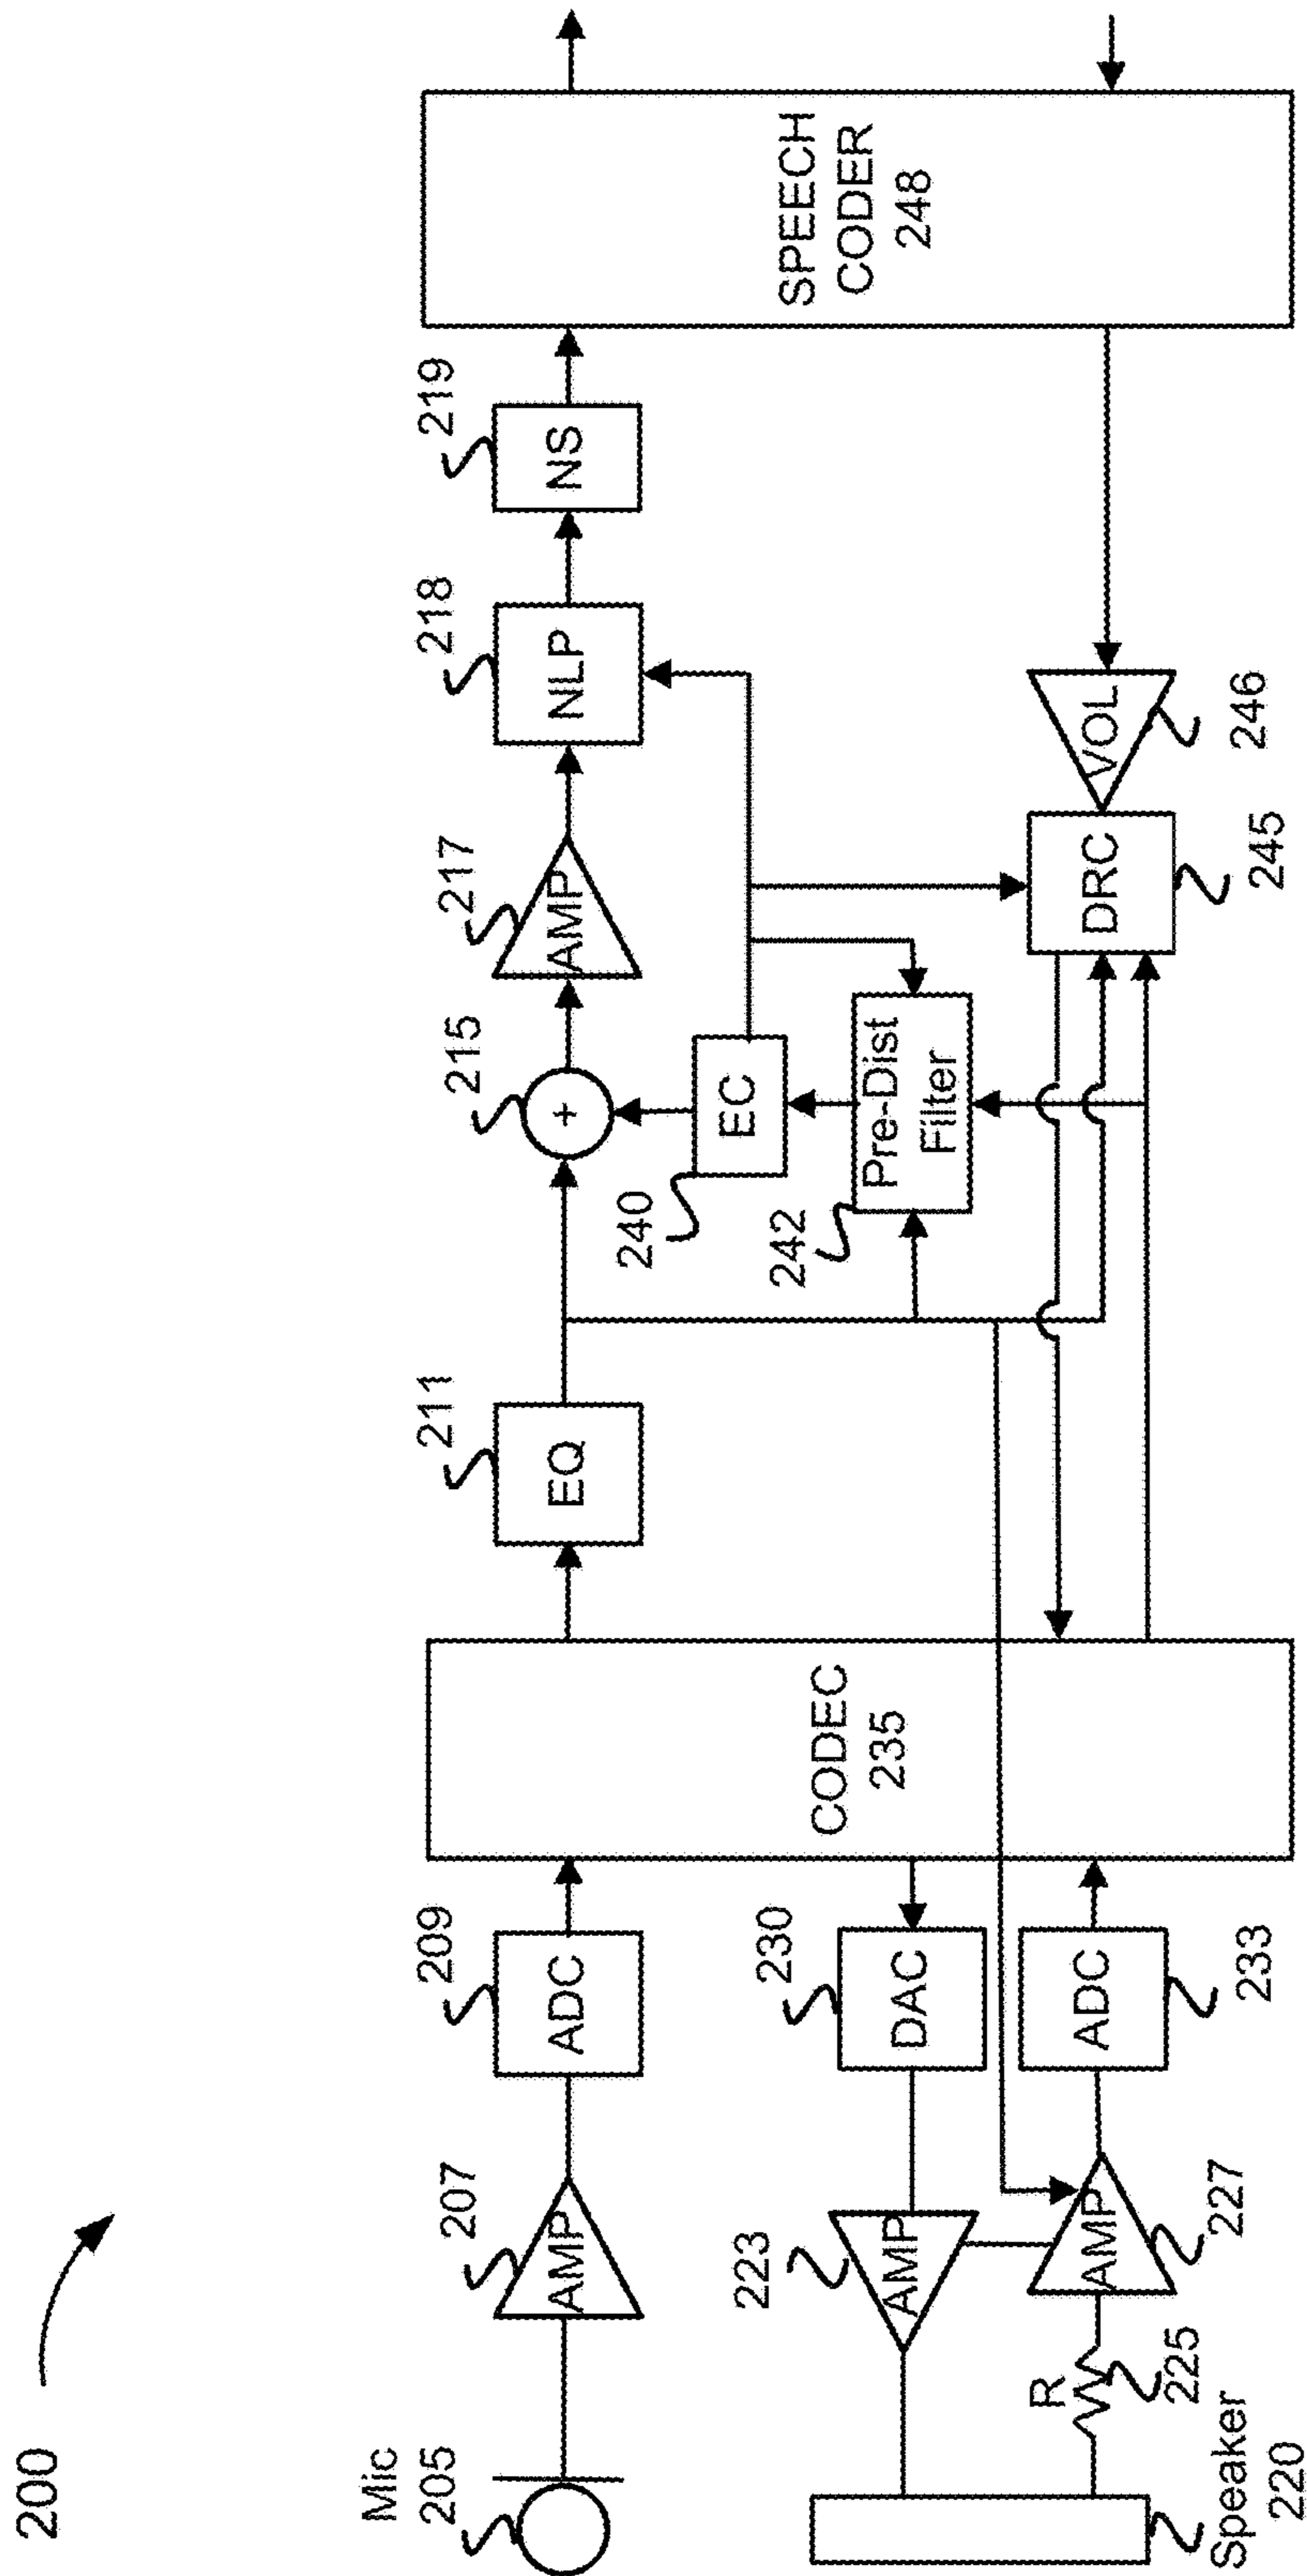 200
Mic
205
207
AMP
209
ADC
211
EQ
215
+
217
AMP
218
NLP
219
NS
CODEC
235
240
EC
242
Pre-Dist
Filter
SPEECH
CODER
248
223
AMP
230
DAC
Speaker
220
R
225
AMP
227
ADC
233
DRC
245
VOL
246